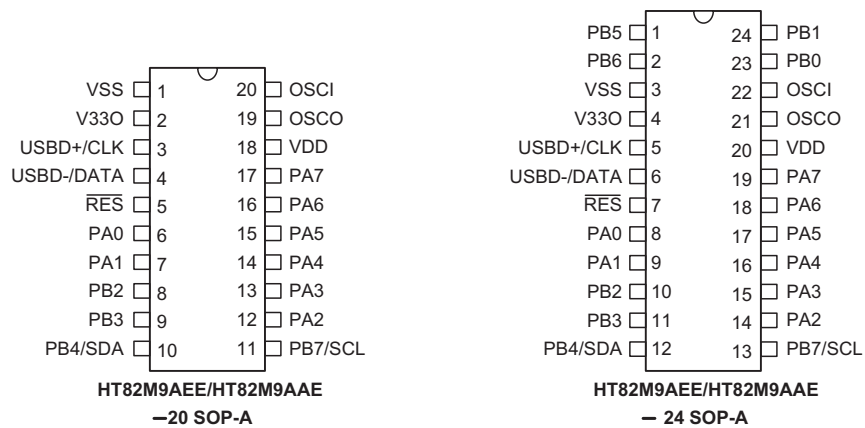 VSS 1 20 OSCI
V33O 2 19 OSCO
USBD+/CLK 3 18 VDD
USBD-/DATA 4 17 PA7
RES 5 16 PA6
PA0 6 15 PA5
PA1 7 14 PA4
PB2 8 13 PA3
PB3 9 12 PA2
PB4/SDA 10 11 PB7/SCL
HT82M9AEE/HT82M9AAE
–20 SOP-A
PB5 1 24 PB1
PB6 2 23 PB0
VSS 3 22 OSCI
V33O 4 21 OSCO
USBD+/CLK 5 20 VDD
USBD-/DATA 6 19 PA7
RES 7 18 PA6
PA0 8 17 PA5
PA1 9 16 PA4
PB2 10 15 PA3
PB3 11 14 PA2
PB4/SDA 12 13 PB7/SCL
HT82M9AEE/HT82M9AAE
– 24 SOP-A